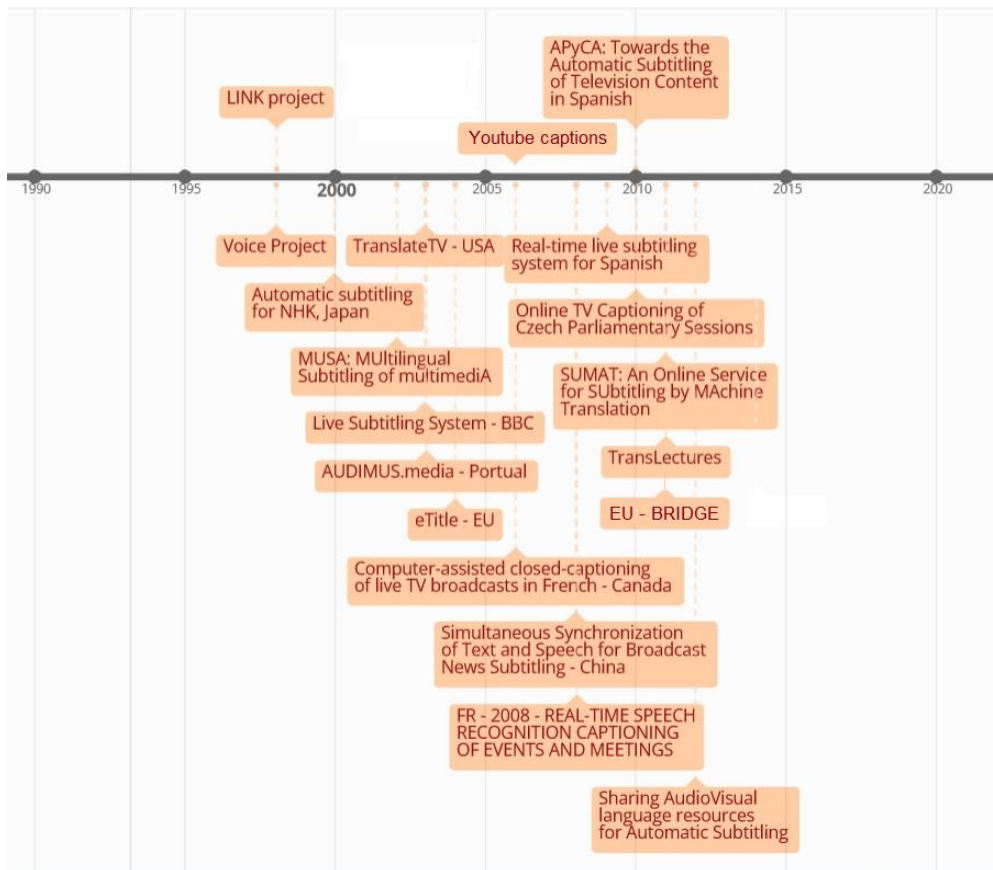 APyCA: Towards the
Automatic Subtitling
of Television Content
in Spanish
LINK project
Youtube captions
1990
1995
2000
2005
2010
2015
2020
Voice Project
TranslateTV - USA
Real-time live subtitling
system for Spanish
Automatic subtitling
for NHK, Japan
Online TV Captioning of
Czech Parliamentary Sessions
MUSA: MUltilingual
Subtitling of multimediA
SUMAT: An Online Service
for SUbtitling by MAchine
Translation
Live Subtitling System - BBC
TransLectures
AUDIMUS.media - Portual
EU - BRIDGE
eTitle - EU
Computer-assisted closed-captioning
of live TV broadcasts in French - Canada
Simultaneous Synchronization
of Text and Speech for Broadcast
News Subtitling - China
FR - 2008 - REAL-TIME SPEECH
RECOGNITION CAPTIONING
OF EVENTS AND MEETINGS
Sharing AudioVisual
language resources
for Automatic Subtitling